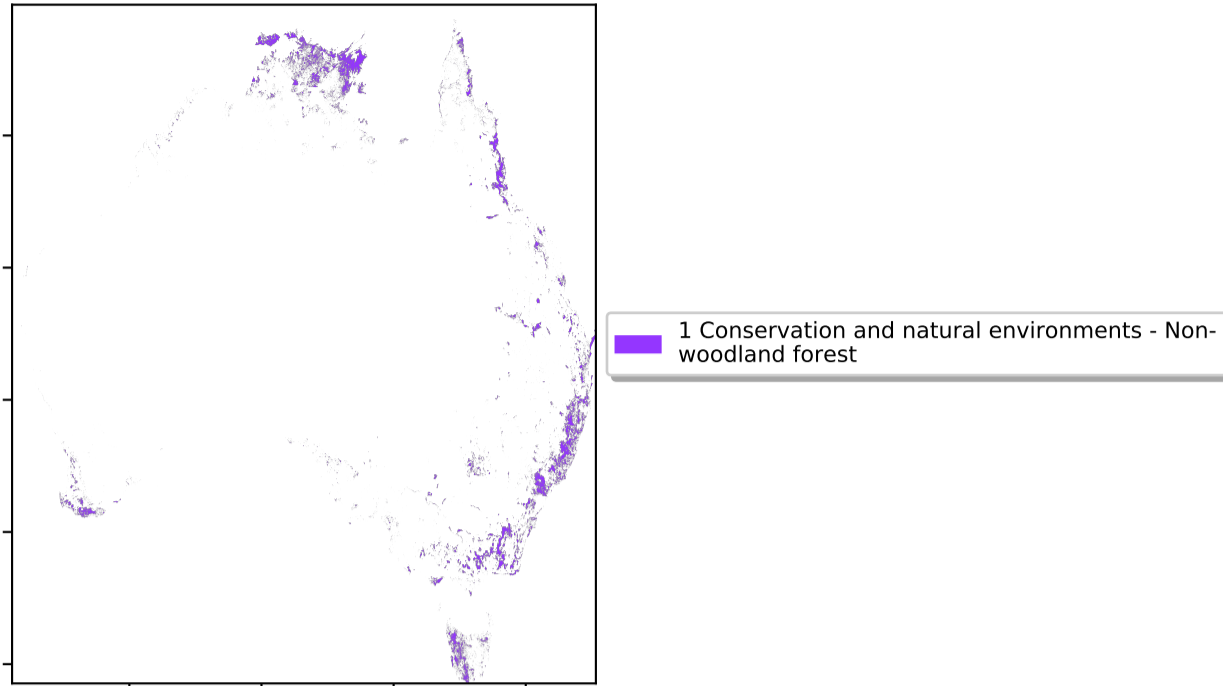 1 Conservation and natural environments - Non-
woodland forest